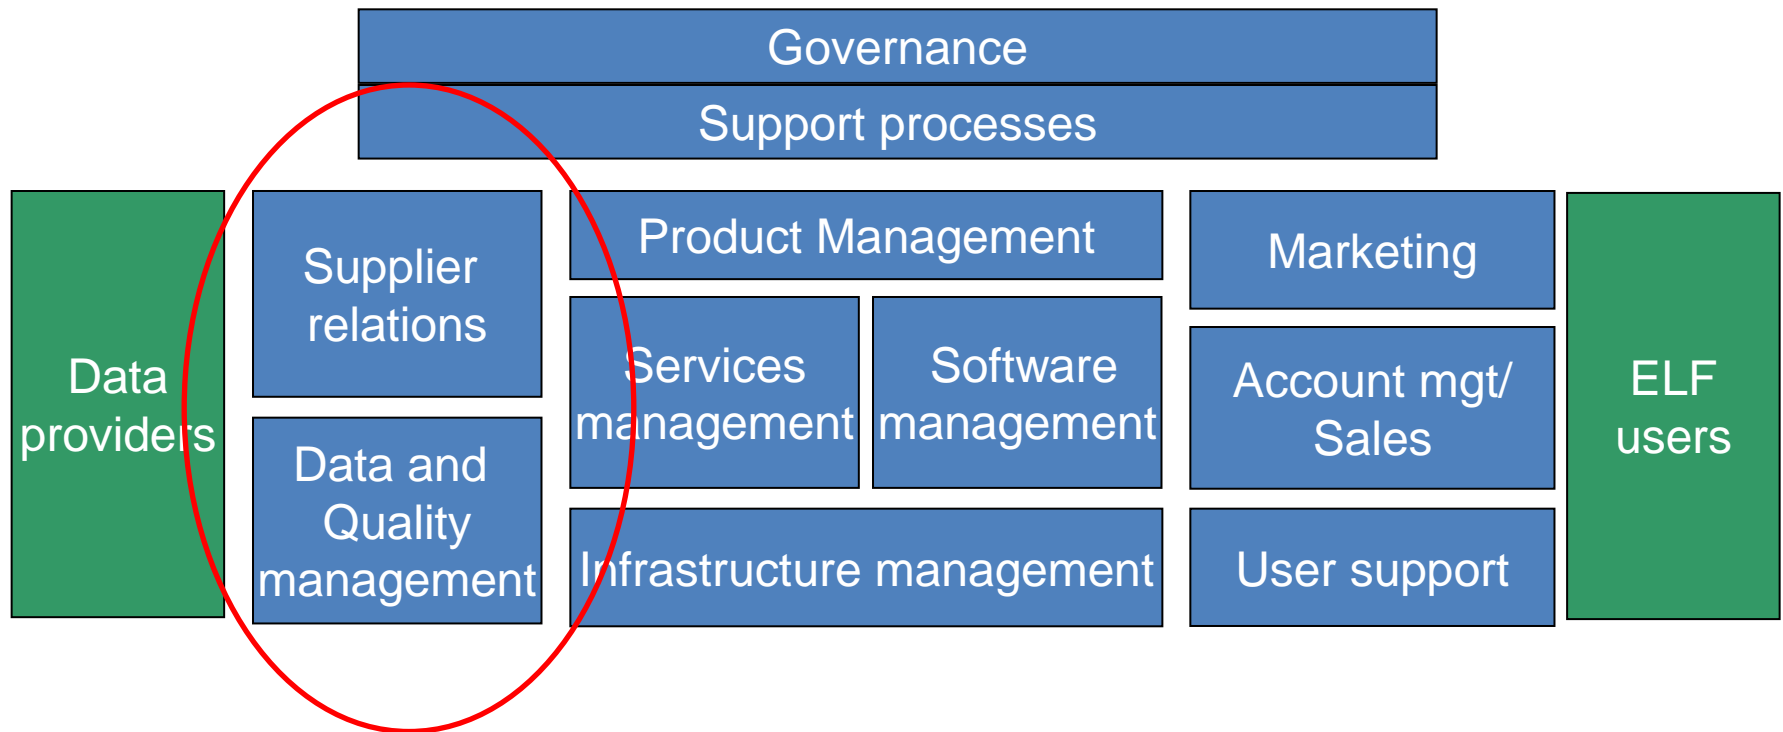 Governance
Support processes
Data
providers
Supplier
relations
Data and
Quality
management
Product Management
Services
management
Software
management
Infrastructure management
Marketing
Account mgt/
Sales
User support
ELF
users